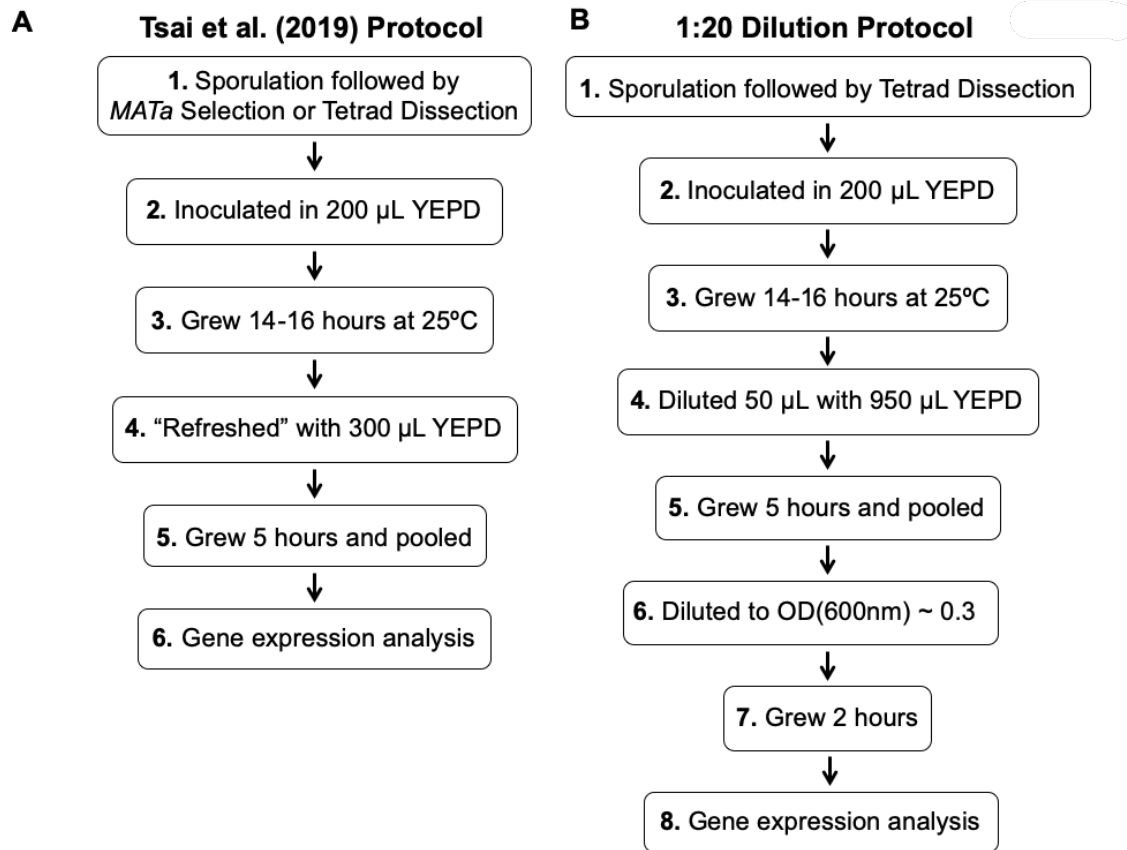 A
Tsai et al. (2019) Protocol
1. Sporulation followed by
MATa Selection or Tetrad Dissection
2. Inoculated in 200 µL YEPD
3. Grew 14-16 hours at 25ºC
4. “Refreshed” with 300 µL YEPD
5. Grew 5 hours and pooled
6. Gene expression analysis
B
1:20 Dilution Protocol
1. Sporulation followed by Tetrad Dissection
2. Inoculated in 200 µL YEPD
3. Grew 14-16 hours at 25ºC
4. Diluted 50 µL with 950 µL YEPD
5. Grew 5 hours and pooled
6. Diluted to OD(600nm) ~ 0.3
7. Grew 2 hours
8. Gene expression analysis